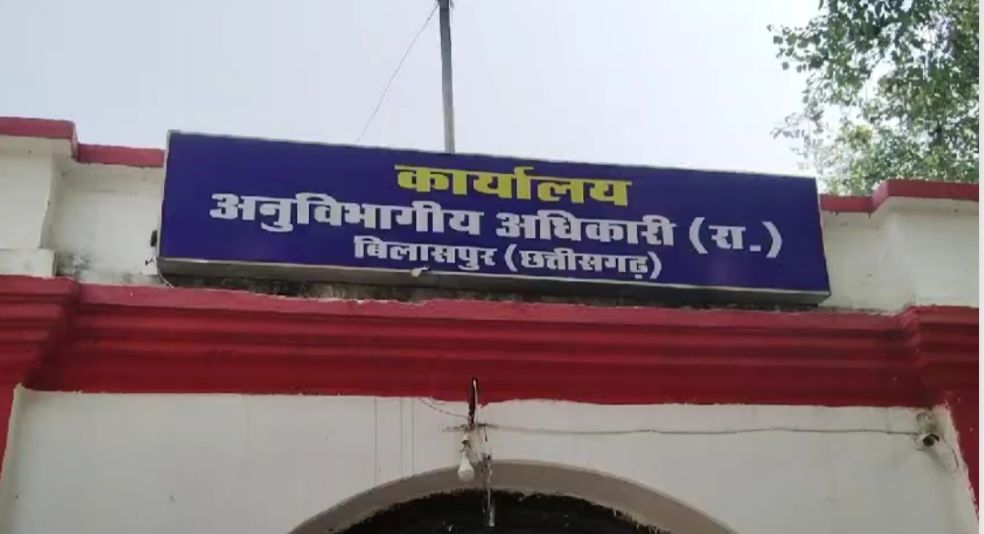 कार्यालय
अनुविभागीय अधिकारी (रा.)
बिलासपुर (छत्तीसगढ़)